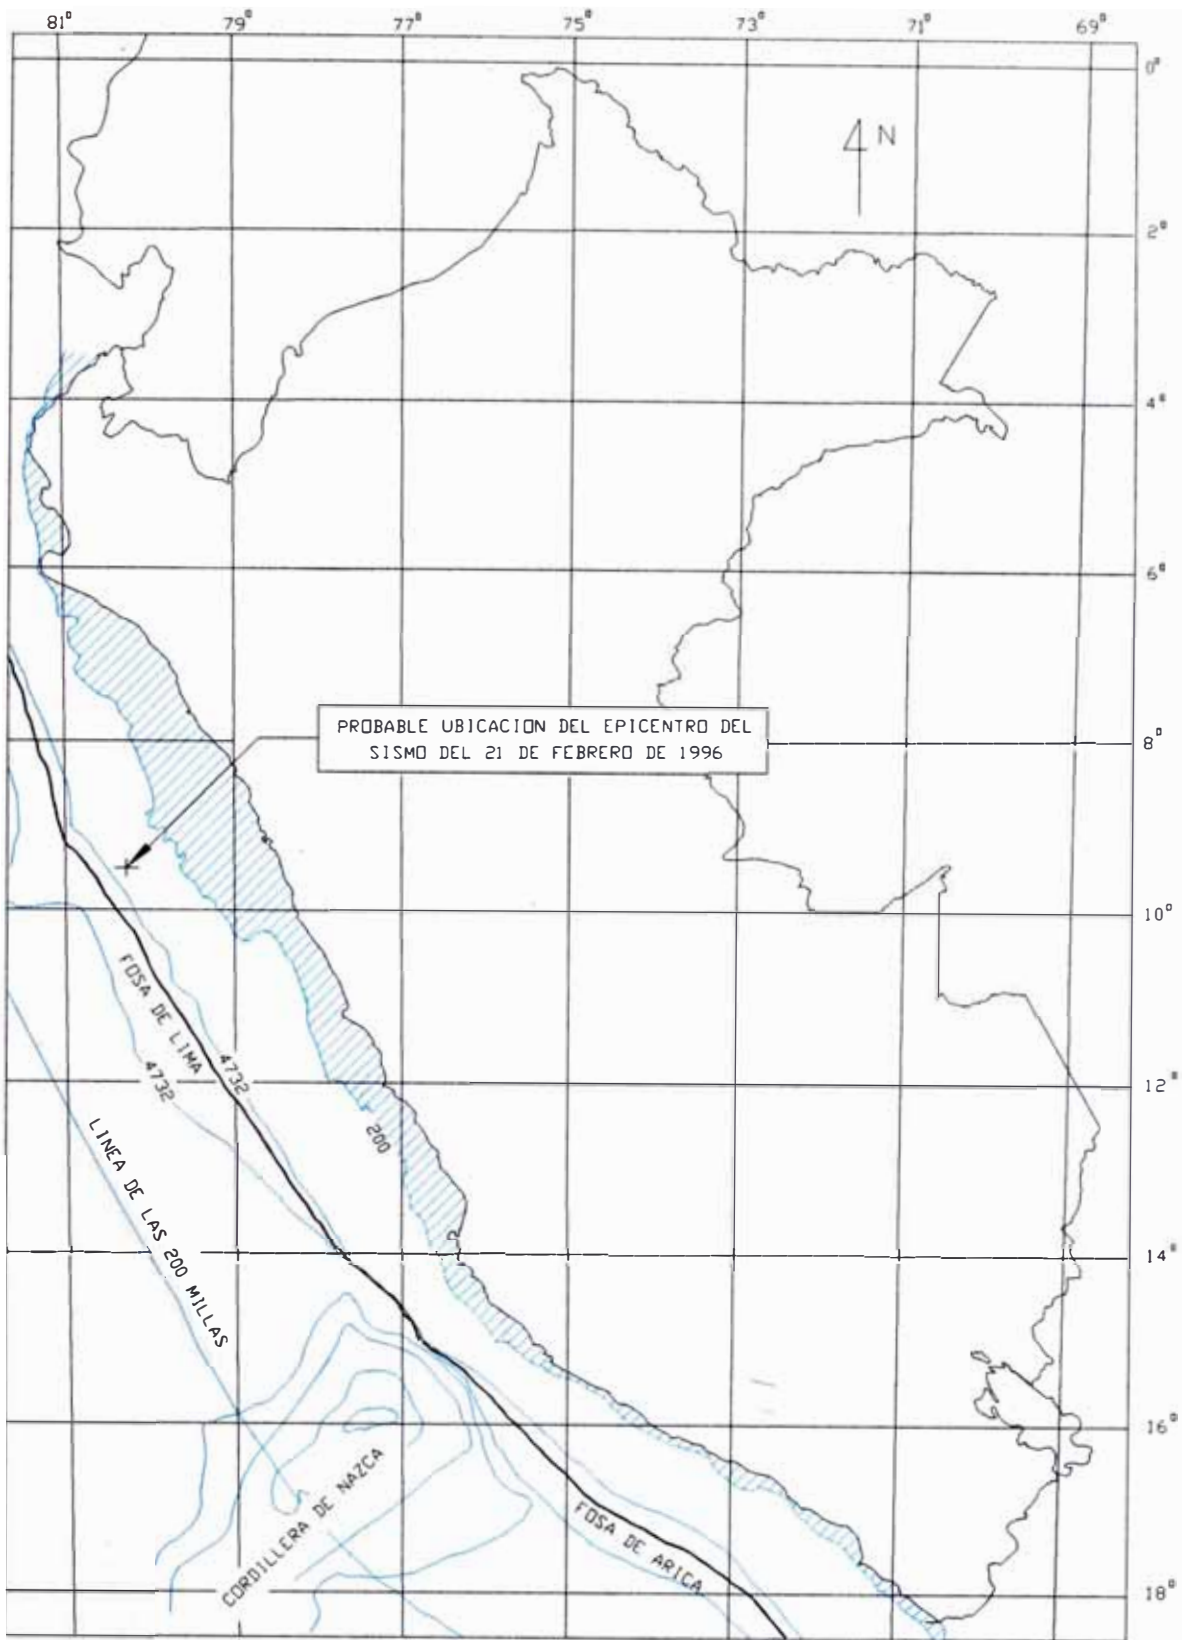 81° 79° 77° 75° 73° 71° 69°
0°
N
2°
4°
6°
PROBABLE UBICACION DEL EPICENTRO DEL
SISMO DEL 21 DE FEBRERO DE 1996
8°
10°
FOSA DE LIMA
4732
4732
12°
200
LINEA DE LAS 200 MILLAS
14°
16°
CORDILLERA DE NAZCA
FOSA DE ARICA
18°